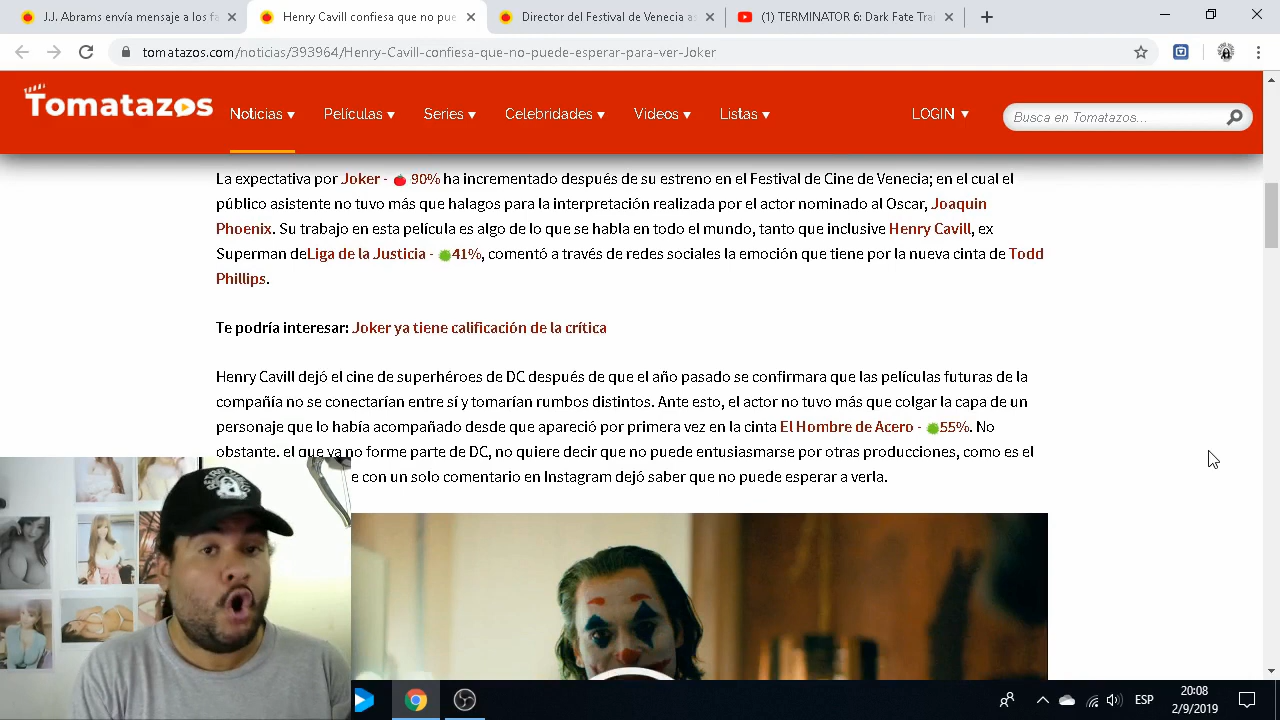 J.J. Abrams envía mensaje a los fa
Henry Cavill confiesa que no pue
Director del Festival de Venecia a
(1) TERMINATOR 6: Dark Fate Trai
tomatazos.com/noticias/393964/Henry-Cavill-confiesa-que-no-puede-esperar-para-ver-Joker
Tomatazos
Noticias ▾ Películas ▾ Series ▾ Celebridades ▾ Videos ▾ Listas ▾ LOGIN ▾ Busca en Tomatazos...
La expectativa por Joker - 90% ha incrementado después de su estreno en el Festival de Cine de Venecia; en el cual el
público asistente no tuvo más que halagos para la interpretación realizada por el actor nominado al Oscar, Joaquin
Phoenix. Su trabajo en esta película es algo de lo que se habla en todo el mundo, tanto que inclusive Henry Cavill, ex
Superman deLiga de la Justicia - 41%, comentó a través de redes sociales la emoción que tiene por la nueva cinta de Todd
Phillips.
Te podría interesar: Joker ya tiene calificación de la crítica
Henry Cavill dejó el cine de superhéroes de DC después de que el año pasado se confirmara que las películas futuras de la
compañía no se conectarían entre sí y tomarían rumbos distintos. Ante esto, el actor no tuvo más que colgar la capa de un
personaje que lo había acompañado desde que apareció por primera vez en la cinta El Hombre de Acero - 55%. No
obstante, el que ya no forme parte de DC, no quiere decir que no puede entusiasmarse por otras producciones, como es el
e con un solo comentario en Instagram dejó saber que no puede esperar a verla.
ESP
20:08
2/9/2019